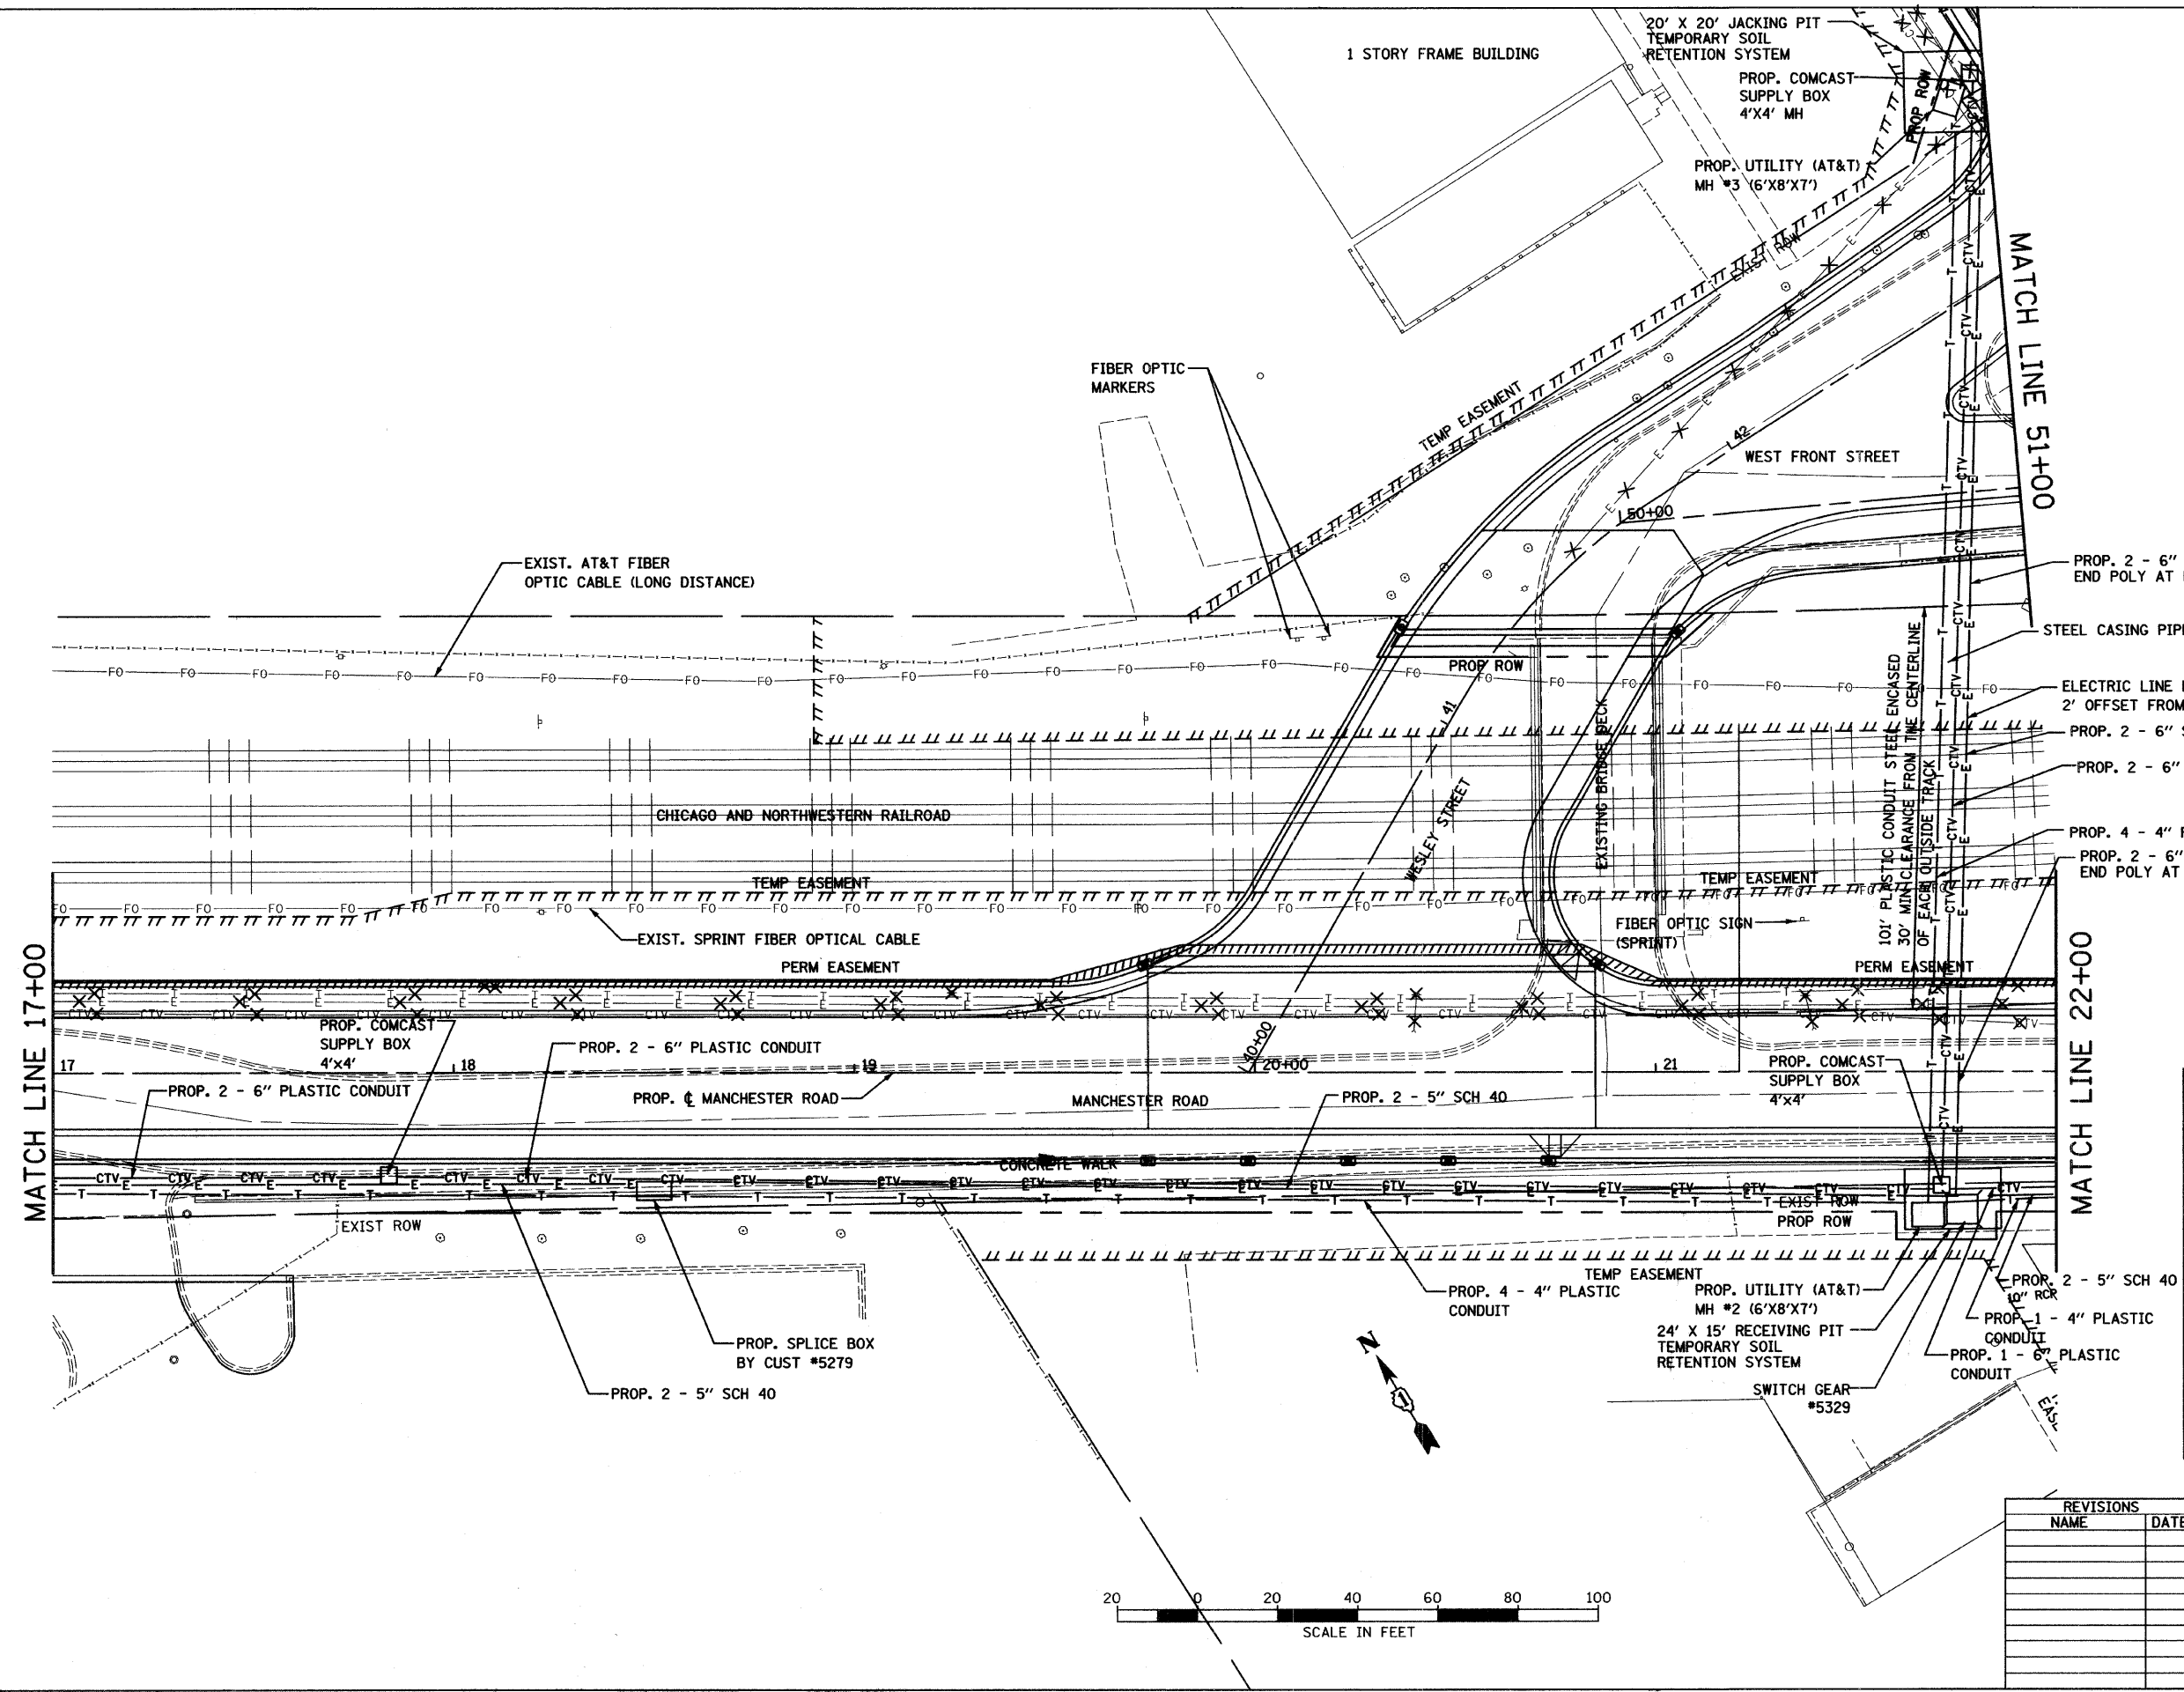 20' X 20' JACKING PIT
TEMPORARY SOIL
RETENTION SYSTEM
1 STORY FRAME BUILDING
PROP. COMCAST
SUPPLY BOX
4'X4' MH
PROP ROW
PROP. UTILITY (AT&T)
MH #3 (6'X8'X7')
EXIST ROW
MATCH LINE 51+00
FIBER OPTIC
MARKERS
TEMP EASEMENT
42
WEST FRONT STREET
50+00
EXIST. AT&T FIBER
OPTIC CABLE (LONG DISTANCE)
PROP. 2 - 6"
END POLY AT
STEEL CASING PIP
PROP ROW
ELECTRIC LINE
2' OFFSET FROM
PROP. 2 - 6"
PROP. 2 - 6"
41
WESLEY STREET
EXISTING BRIDGE DECK
101' PLASTIC CONDUIT STEEL ENCASED
30' MIN CLEARANCE FROM THE CENTERLINE
OF EACH OUTSIDE TRACK
CHICAGO AND NORTHWESTERN RAILROAD
PROP. 4 - 4"
PROP. 2 - 6"
END POLY AT
TEMP EASEMENT
TEMP EASEMENT
EXIST. SPRINT FIBER OPTICAL CABLE
FIBER OPTIC SIGN
(SPRINT)
PERM EASEMENT
PERM EASEMENT
MATCH LINE 17+00
MATCH LINE 22+00
PROP. COMCAST
SUPPLY BOX
4'x4'
PROP. 2 - 6" PLASTIC CONDUIT
17
18
19
40+00
20+00
21
PROP. COMCAST
SUPPLY BOX
4'x4'
PROP. 2 - 6" PLASTIC CONDUIT
PROP. ℄ MANCHESTER ROAD
MANCHESTER ROAD
PROP. 2 - 5" SCH 40
CONCRETE WALK
EXIST ROW
EXIST ROW
PROP ROW
TEMP EASEMENT
PROP. 4 - 4" PLASTIC
CONDUIT
PROP. UTILITY (AT&T)
MH #2 (6'X8'X7')
24' X 15' RECEIVING PIT
TEMPORARY SOIL
RETENTION SYSTEM
SWITCH GEAR
#5329
PROP. 2 - 5" SCH 40
15" RCP
PROP. 1 - 4" PLASTIC
CONDUIT
PROP. 1 - 6" PLASTIC
CONDUIT
PROP. SPLICE BOX
BY CUST #5279
PROP. 2 - 5" SCH 40
N
1
REVISIONS
NAME DATE
20 0 20 40 60 80 100
SCALE IN FEET